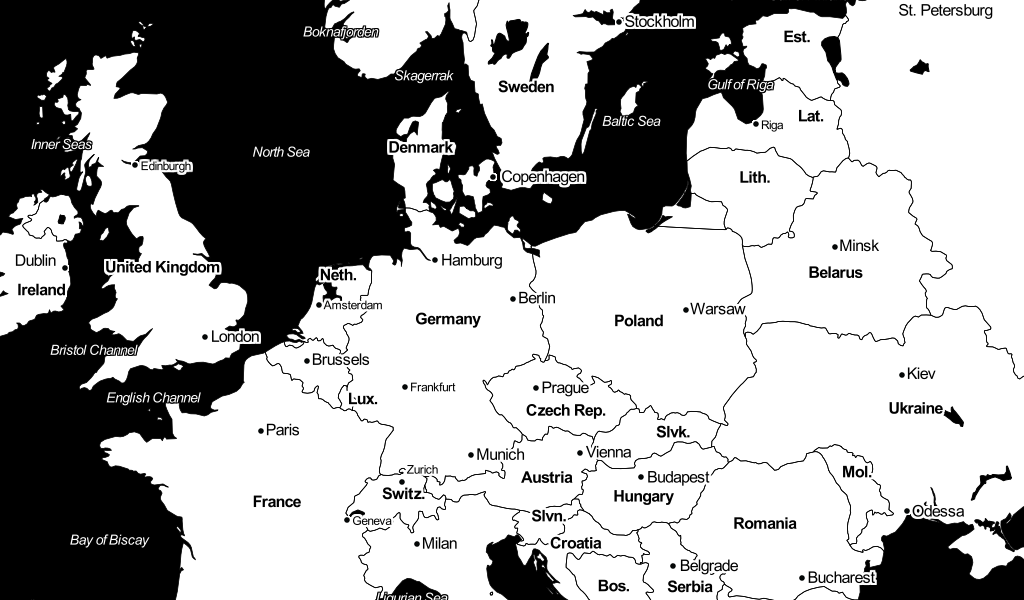 St. Petersburg
Stockholm
Boknafjorden
Est.
Skagerrak
Gulf of Riga
Sweden
Lat.
Baltic Sea
Riga
Inner Seas
Denmark
North Sea
Edinburgh
Copenhagen
Lith.
Minsk
Dublin
Hamburg
United Kingdom
Belarus
Neth.
Ireland
Berlin
Amsterdam
Warsaw
Germany
Poland
London
Bristol Channel
Brussels
Kiev
Frankfurt
Prague
English Channel
Lux.
Czech Rep.
Ukraine
Paris
Slvk.
Munich
Vienna
Zurich
Mol.
Austria
Budapest
Switz.
Hungary
France
Odessa
Slvn.
Geneva
Romania
Bay of Biscay
Milan
Croatia
Belgrade
Bucharest
Bos.
Serbia
Ligurian Sea